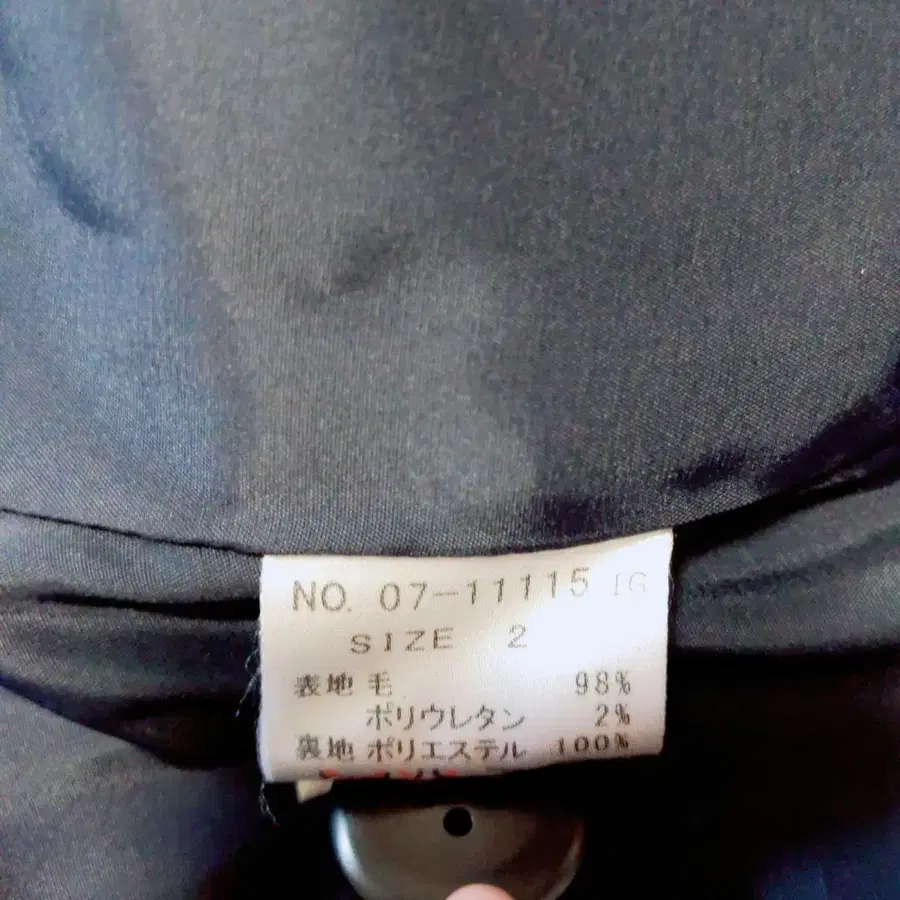 NO. 07-11115 IG
SIZE 2
表地 毛 98%
ポリウレタン 2%
裏地 ポリエステル 100%